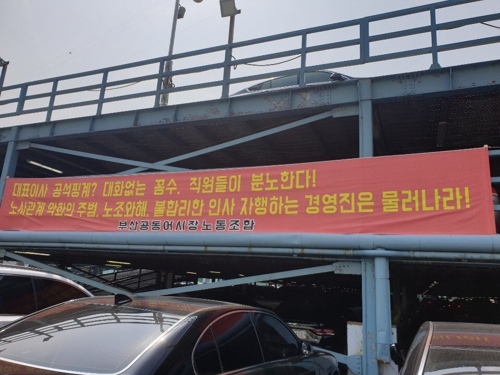 대표이사 공석핑계? 대화없는 꼼수, 직원들이 분노한다!
노사관계 악화의 주범, 노조와해, 불합리한 인사 자행하는 경영진은 물러나라!
부산공동어시장노동조합